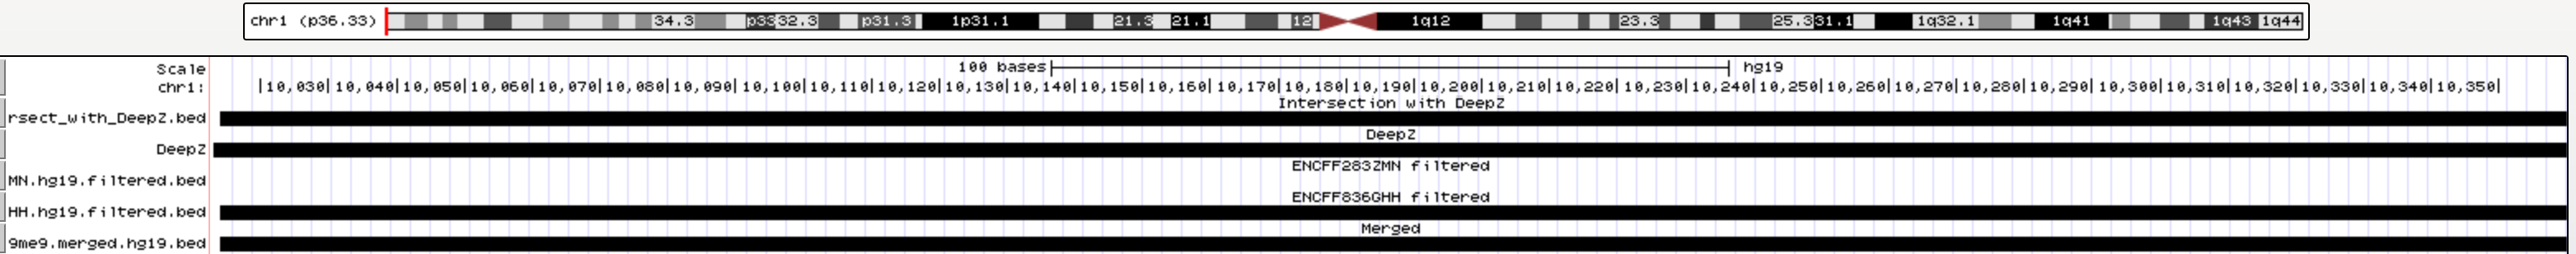 chr1 (p36.33) 34.3 p3332.3 p31.3 1p31.1 21.3 21.1 12 1q12 23.3 25.331.1 1q32.1 1q41 1q43 1q44
Scale 100 bases hg19
chr1: |10,030|10,040|10,050|10,060|10,070|10,080|10,090|10,100|10,110|10,120|10,130|10,140|10,150|10,160|10,170|10,180|10,190|10,200|10,210|10,220|10,230|10,240|10,250|10,260|10,270|10,280|10,290|10,300|10,310|10,320|10,330|10,340|10,350|
Intersection with DeepZ
rsect_with_DeepZ.bed
DeepZ
DeepZ
ENCFF283ZMN filtered
MN.hg19.filtered.bed
ENCFF836GHH filtered
HH.hg19.filtered.bed
Merged
9me9.merged.hg19.bed